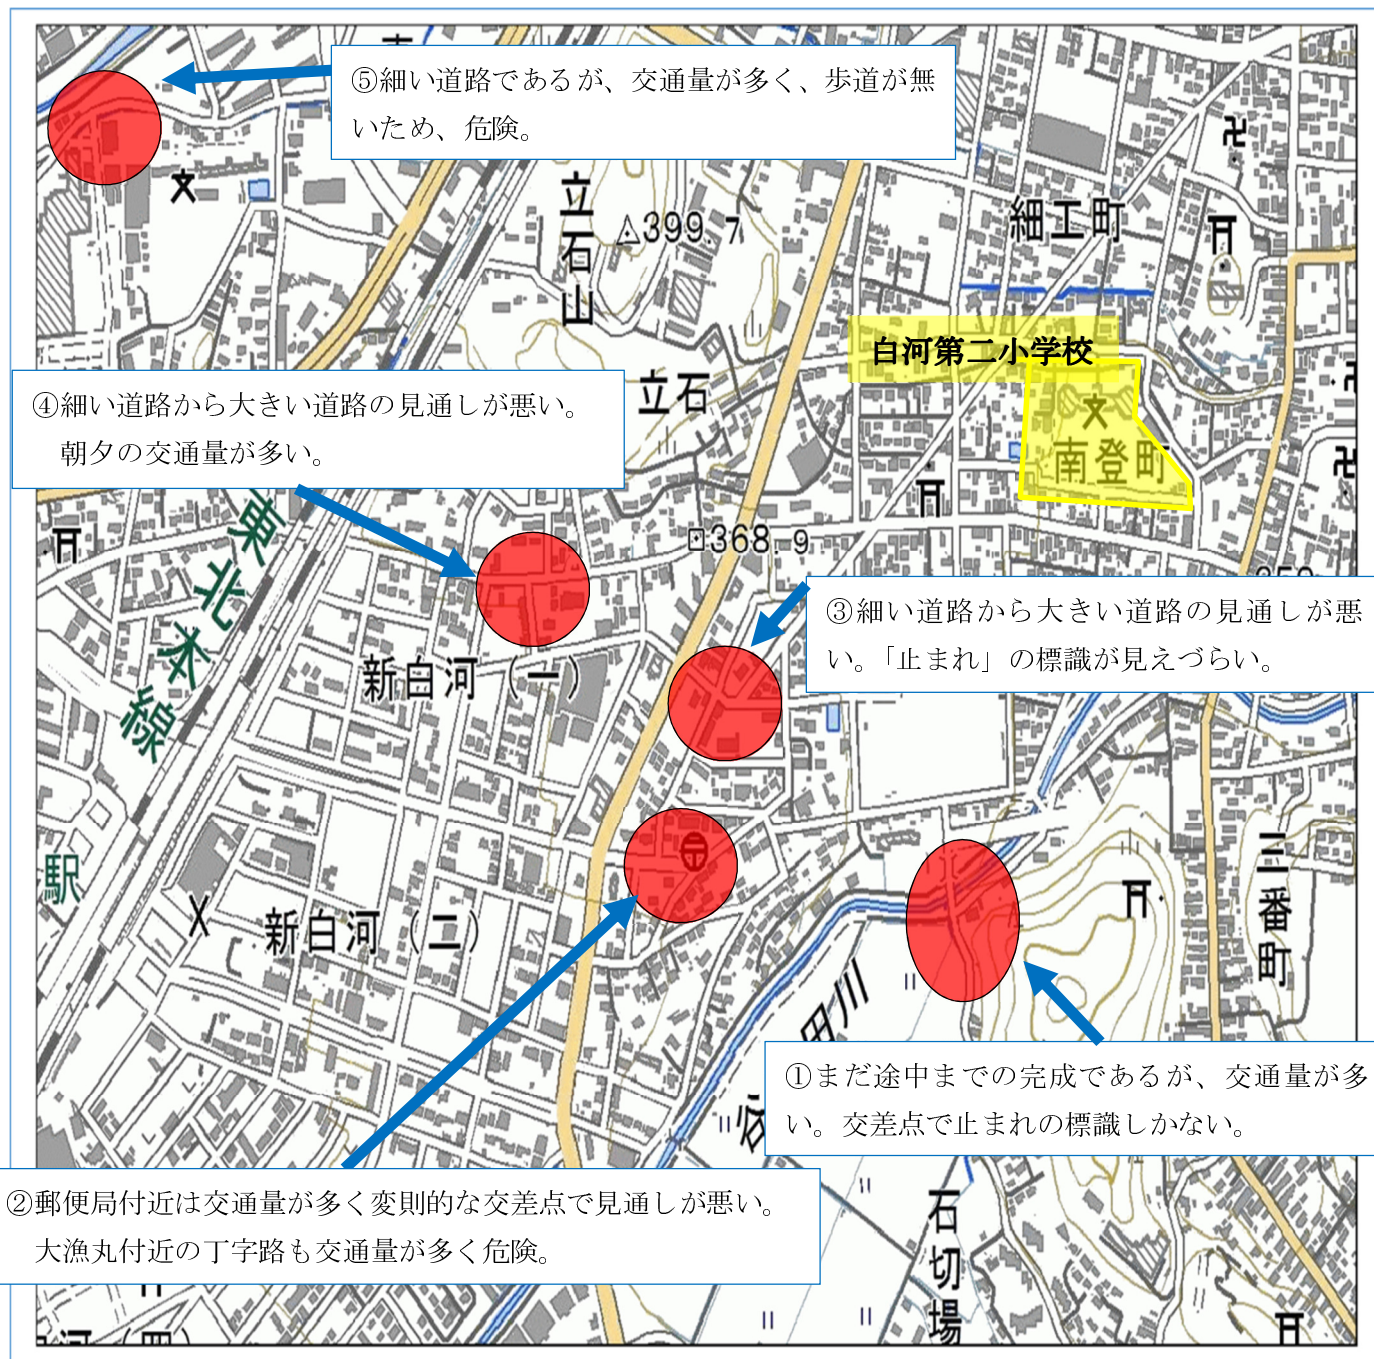 ⑤細い道路であるが、交通量が多く、歩道が無
いため、危険。
立石山
399.7
細工町
白河第二小学校
④細い道路から大きい道路の見通しが悪い。
朝夕の交通量が多い。
立石
南登町
東北本線
368.9
③細い道路から大きい道路の見通しが悪
い。「止まれ」の標識が見えづらい。
新白河(一)
駅
新白河(二)
三番町
田川
①まだ途中までの完成であるが、交通量が多
い。交差点で止まれの標識しかない。
②郵便局付近は交通量が多く変則的な交差点で見通しが悪い。
大漁丸付近の丁字路も交通量が多く危険。
石切場